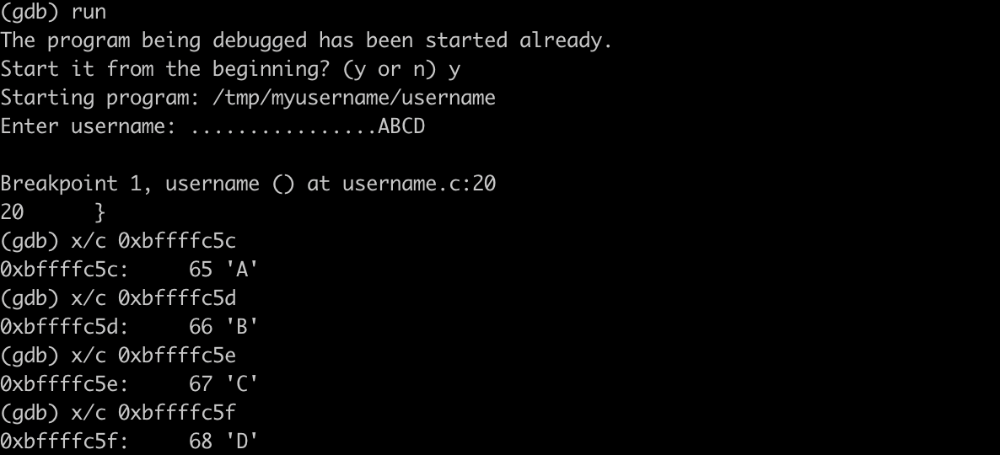 (gdb) run
The program being debugged has been started already.
Start it from the beginning? (y or n) y
Starting program: /tmp/myusername/username
Enter username: ................ABCD
Breakpoint 1, username () at username.c:20
20      }
(gdb) x/c 0xbffffc5c
0xbffffc5c:     65 'A'
(gdb) x/c 0xbffffc5d
0xbffffc5d:     66 'B'
(gdb) x/c 0xbffffc5e
0xbffffc5e:     67 'C'
(gdb) x/c 0xbffffc5f
0xbffffc5f:     68 'D'